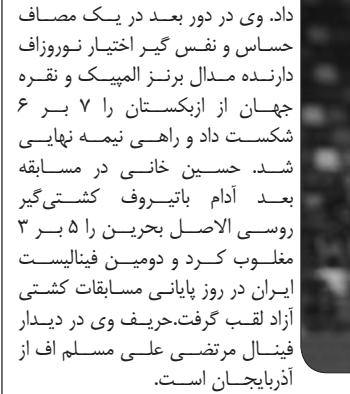 داد. وی در دور بعد در یک مصاف
حساس و نفس گیر اختیار نوروزاف
دارنده مدال برنز المپیک و نقره
جهان از ازبکستان را ۷ بر ۶
شکست داد و راهی نیمه نهایی
شد. حسین خانی در مسابقه
بعد آدام باتیروف کشتی‌گیر
روسی الاصل بحرین را ۵ بر ۳
مغلوب کرد و دومین فینالیست
ایران در روز پایانی مسابقات کشتی
آزاد لقب گرفت.حریف وی در دیدار
فینال مرتضی علی مسلم اف از
آذربایجان است.